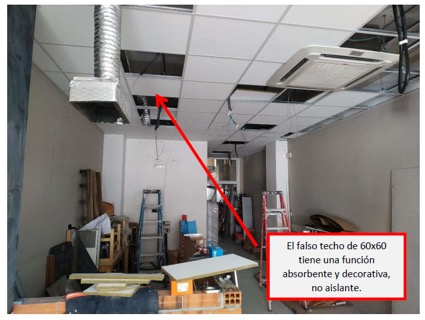 El falso techo de 60x60
tiene una función
absorbente y decorativa,
no aislante.